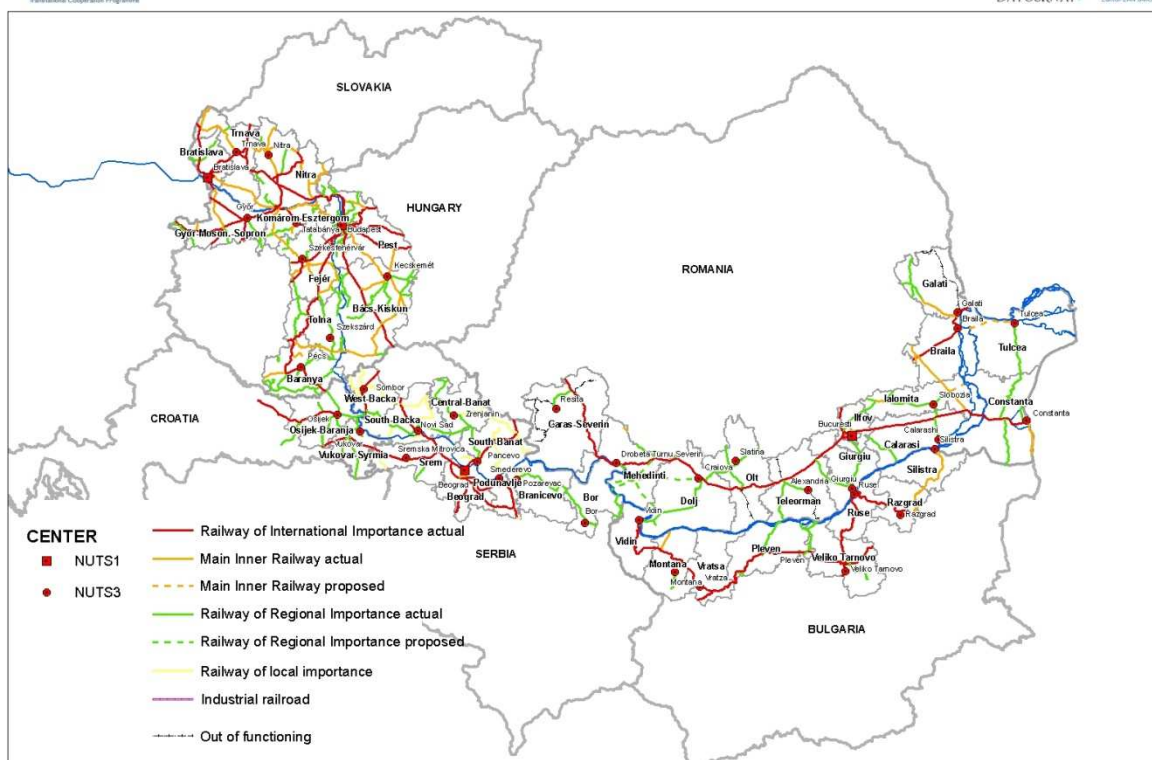 Transnational Cooperation Programme
SLOVAKIA
Trnava
Trnava
Nitra
Bratislava
Bratislava
Nitra
HUNGARY
Győr
Komárom-Esztergom
Győr-Moson.-Sopron
Tatabánya
Budapest
Pest
Székesfehérvár
Kecskemét
Fejér
Bács-Kiskun
Tolna
Szekszárd
Pécs
Baranya
ROMANIA
Galati
Galati
Braila
Tulcea
Braila
Tulcea
CROATIA
Sombor
West-Backa
Central-Banat
Zrenjanin
Osijek
South-Backa
Osijek-Baranja
Novi Sad
Vukovar
Vukovar-Syrmia
Sremska Mitrovica
Srem
South-Banat
Pancevo
Smederevo
Beograd
Podunavlje
Pozarevac
Beograd
Branicevo
Bor
Bor
Resita
Caras-Severin
Drobeta Turnu Severin
Mehedinti
Craiova
Slatina
Dolj
Olt
Ialomita
Slobozia
Ilfov
Bucuresti
Constanta
Constanta
Calarashi
Silistra
Calarasi
Giurgiu
Silistra
Alexandria
Giurgiu
Teleorman
Ruse
Razgrad
Razgrad
Ruse
Vidin
Vidin
Pleven
Pleven
Veliko Tarnovo
Veliko Tarnovo
Montana
Montana
Vratsa
Vratza
SERBIA
BULGARIA
CENTER
NUTS1
NUTS3
Railway of International Importance actual
Main Inner Railway actual
Main Inner Railway proposed
Railway of Regional Importance actual
Railway of Regional Importance proposed
Railway of local importance
Industrial railroad
Out of functioning